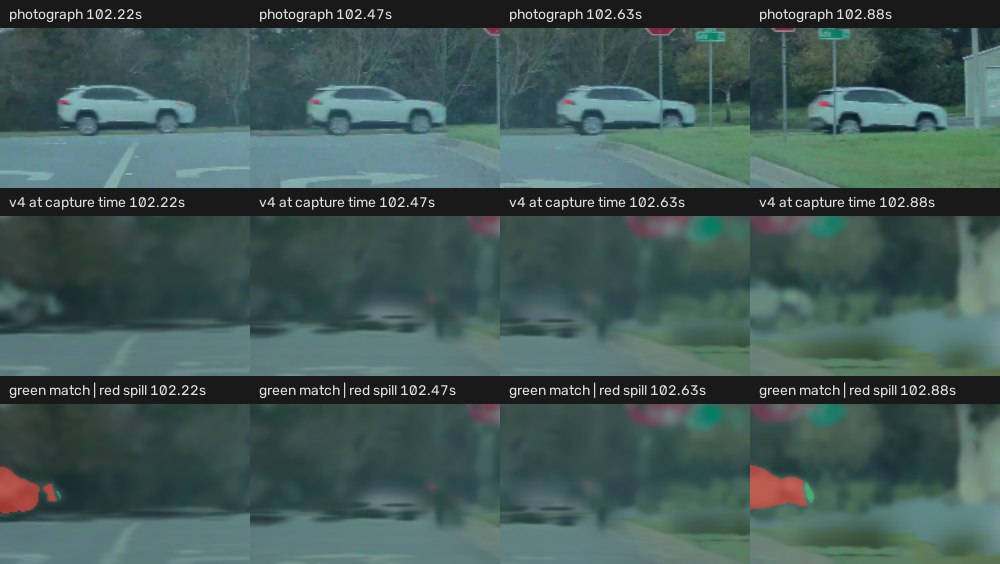 photograph 102.22s
photograph 102.47s
photograph 102.63s
photograph 102.88s
v4 at capture time 102.22s
v4 at capture time 102.47s
v4 at capture time 102.63s
v4 at capture time 102.88s
green match | red spill 102.22s
green match | red spill 102.47s
green match | red spill 102.63s
green match | red spill 102.88s